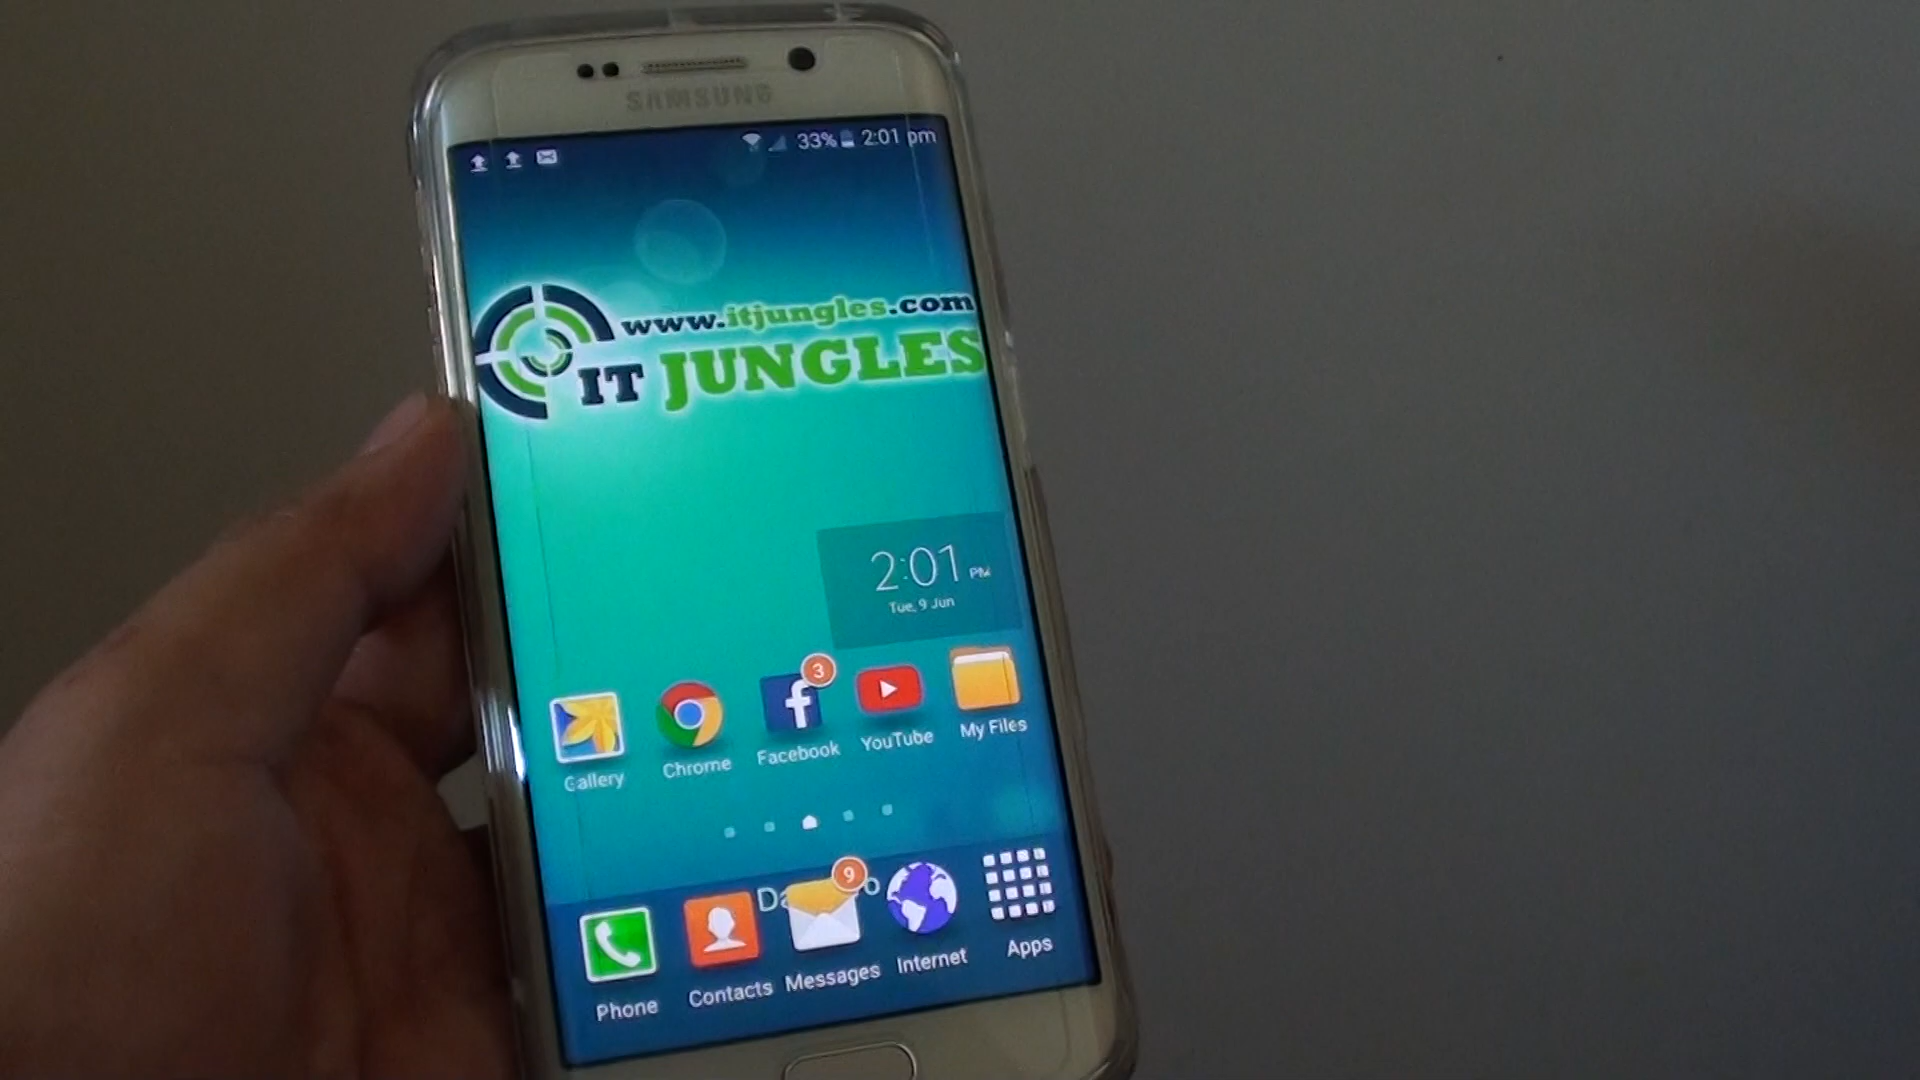 SAMSUNG
33% 2:01 pm
www.itjungles.com
IT JUNGLES
2:01 PM
Tue, 9 Jun
3
Gallery
Chrome
Facebook
YouTube
My Files
9
Phone
Contacts
Messages
Internet
Apps